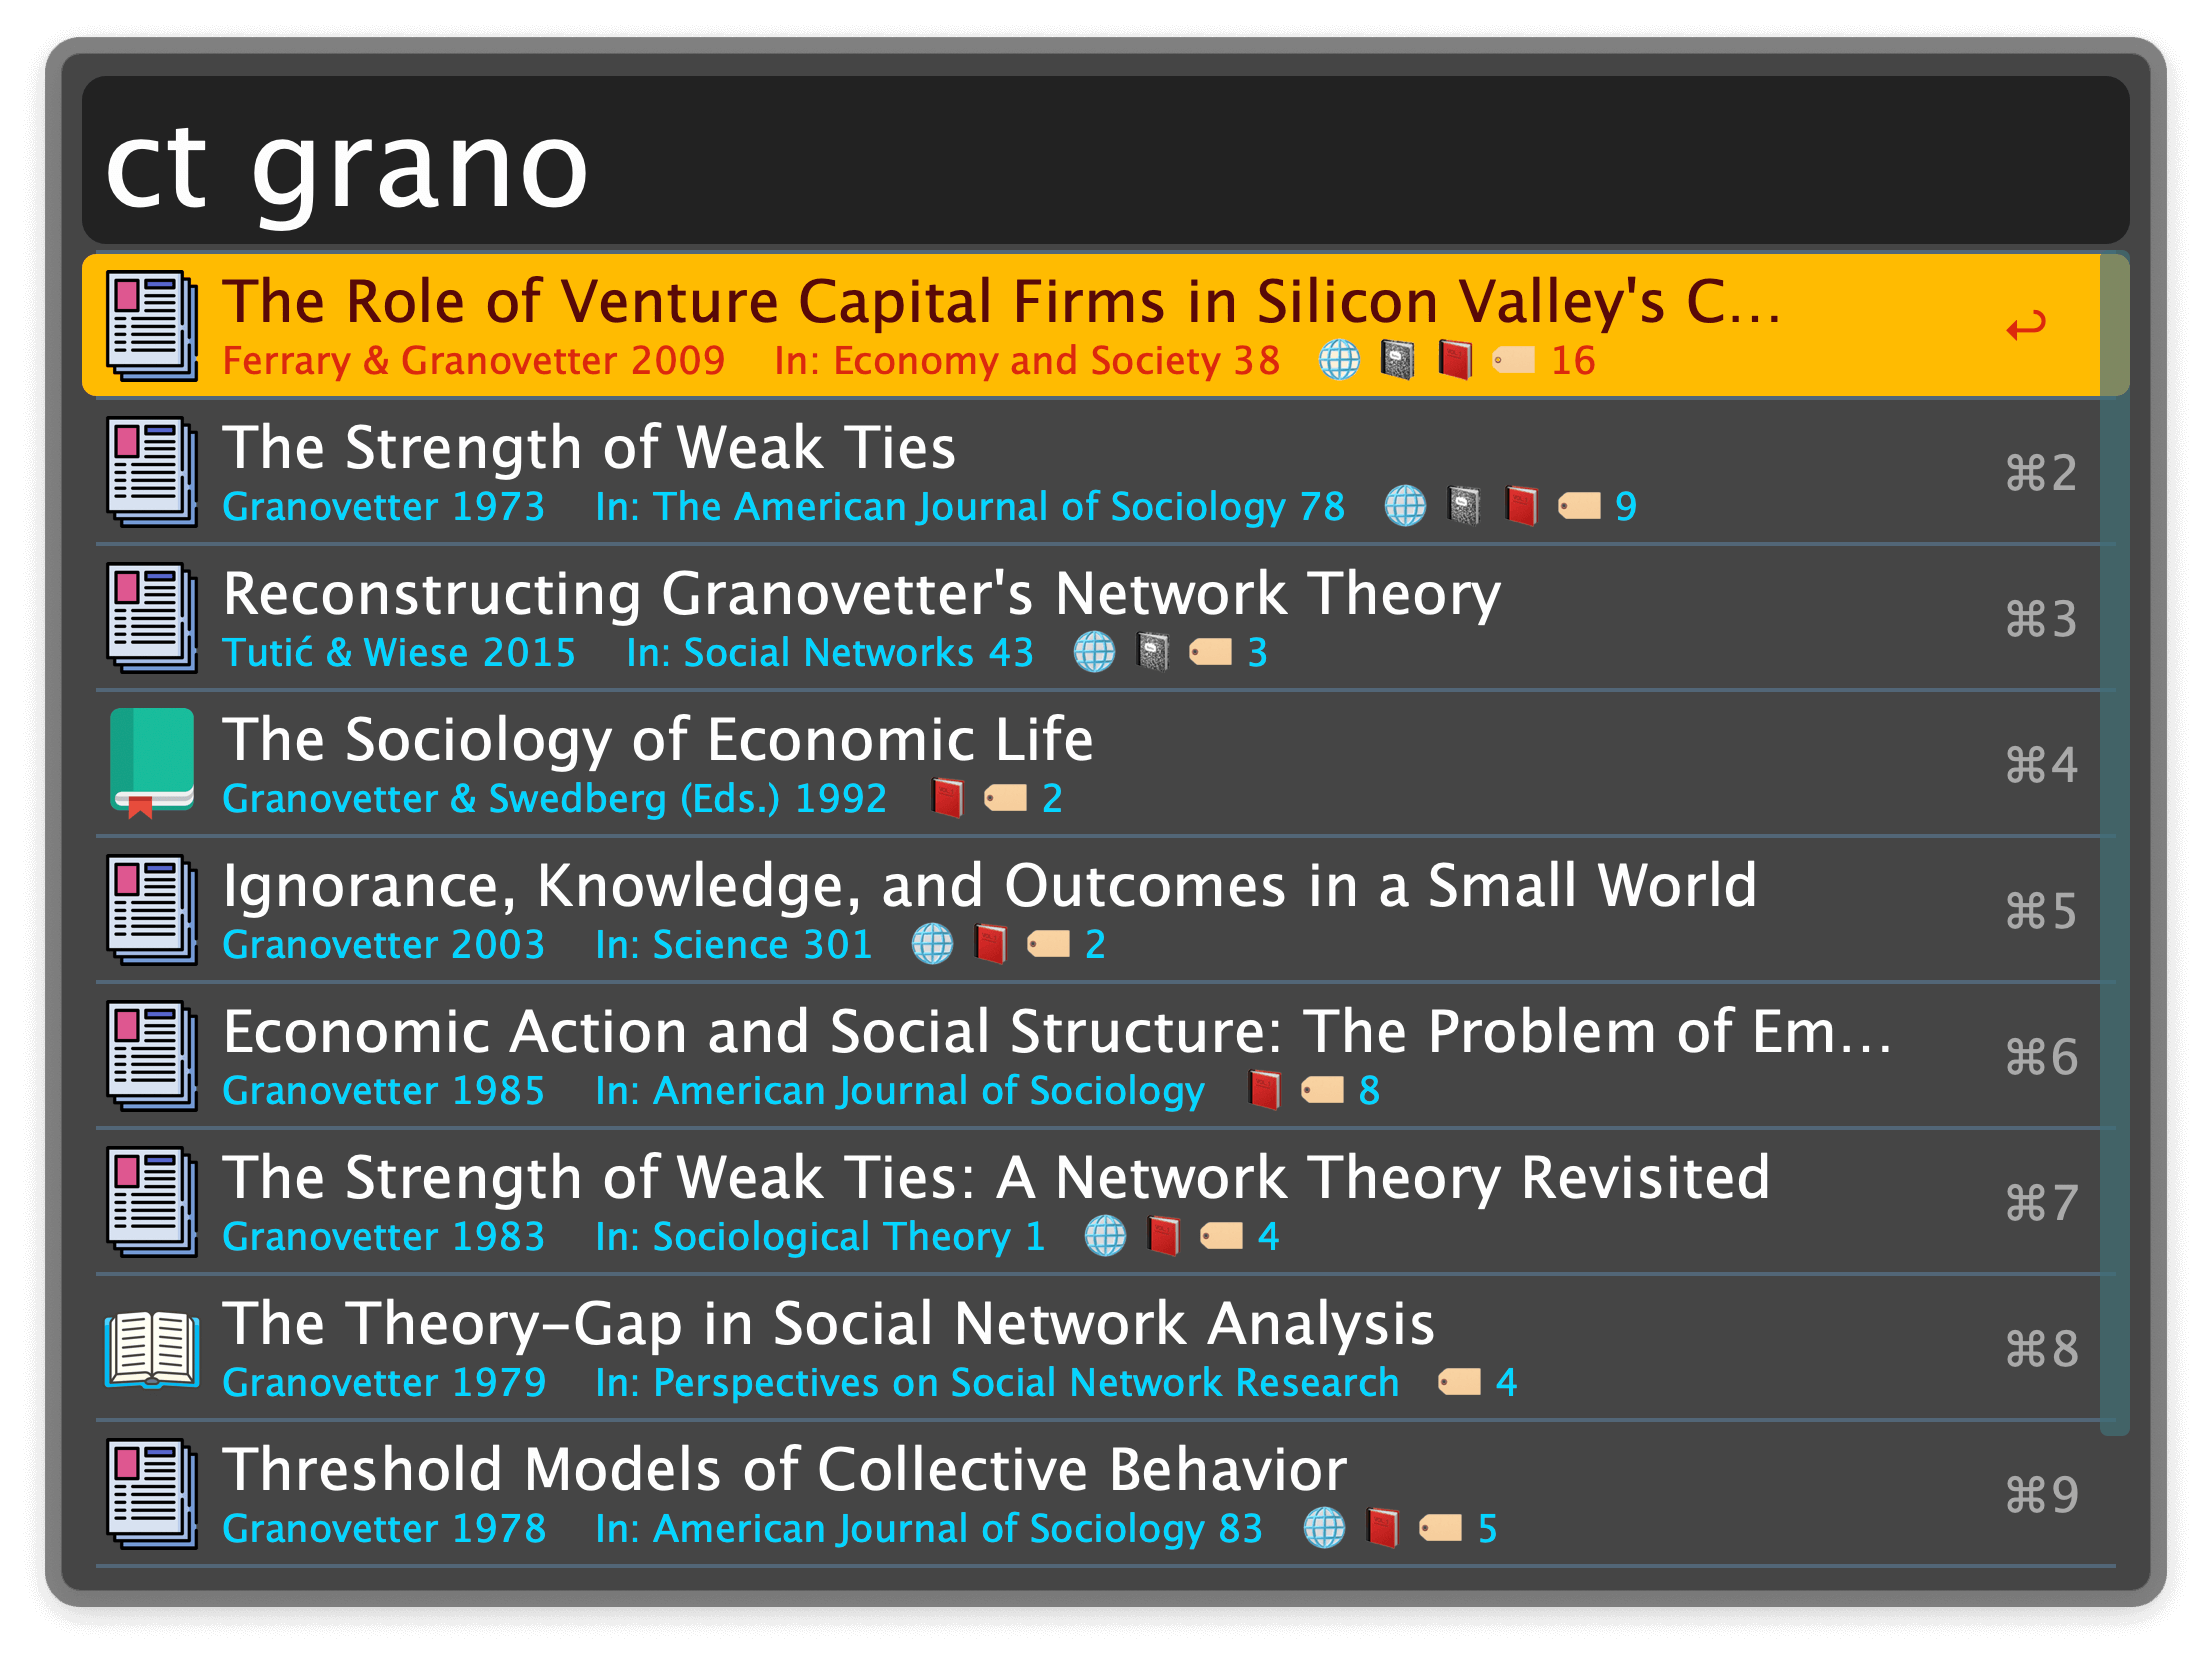 ct grano
The Role of Venture Capital Firms in Silicon Valley's C…
Ferrary & Granovetter 2009 In: Economy and Society 38 16
The Strength of Weak Ties
Granovetter 1973 In: The American Journal of Sociology 78 9
⌘2
Reconstructing Granovetter's Network Theory
Tutić & Wiese 2015 In: Social Networks 43 3
⌘3
The Sociology of Economic Life
Granovetter & Swedberg (Eds.) 1992 2
⌘4
Ignorance, Knowledge, and Outcomes in a Small World
Granovetter 2003 In: Science 301 2
⌘5
Economic Action and Social Structure: The Problem of Em…
Granovetter 1985 In: American Journal of Sociology 8
⌘6
The Strength of Weak Ties: A Network Theory Revisited
Granovetter 1983 In: Sociological Theory 1 4
⌘7
The Theory-Gap in Social Network Analysis
Granovetter 1979 In: Perspectives on Social Network Research 4
⌘8
Threshold Models of Collective Behavior
Granovetter 1978 In: American Journal of Sociology 83 5
⌘9